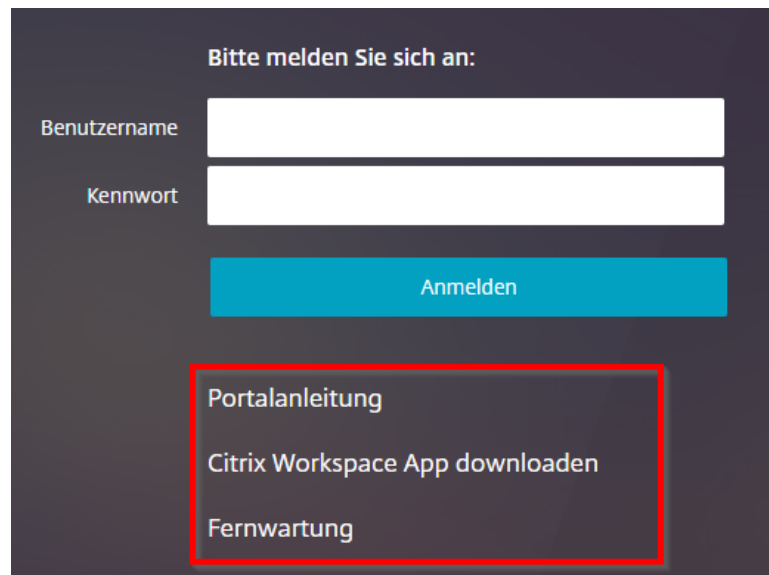 Bitte melden Sie sich an:
Benutzername
Kennwort
Anmelden
Portalanleitung
Citrix Workspace App downloaden
Fernwartung